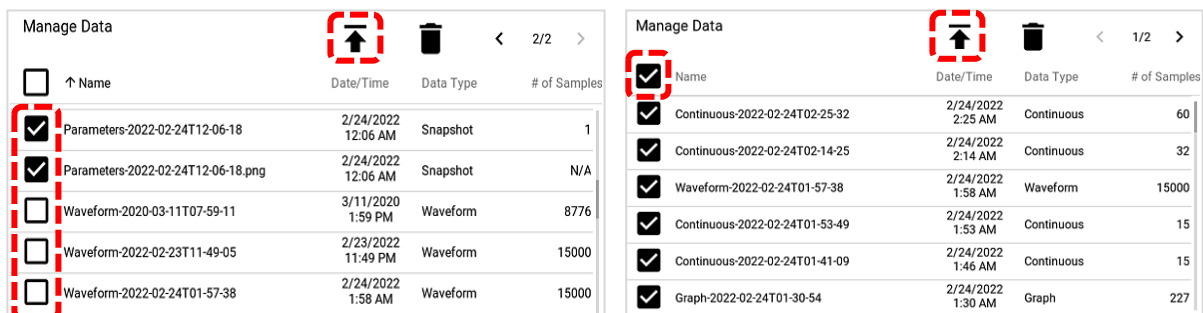 Manage Data
2/2
↑ Name Date/Time Data Type # of Samples
Parameters-2022-02-24T12-06-18 2/24/2022 12:06 AM Snapshot 1
Parameters-2022-02-24T12-06-18.png 2/24/2022 12:06 AM Snapshot N/A
Waveform-2020-03-11T07-59-11 3/11/2020 1:59 PM Waveform 8776
Waveform-2022-02-23T11-49-05 2/23/2022 11:49 PM Waveform 15000
Waveform-2022-02-24T01-57-38 2/24/2022 1:58 AM Waveform 15000
Manage Data
1/2
Name Date/Time Data Type # of Samples
Continuous-2022-02-24T02-25-32 2/24/2022 2:25 AM Continuous 60
Continuous-2022-02-24T02-14-25 2/24/2022 2:14 AM Continuous 32
Waveform-2022-02-24T01-57-38 2/24/2022 1:58 AM Waveform 15000
Continuous-2022-02-24T01-53-49 2/24/2022 1:53 AM Continuous 15
Continuous-2022-02-24T01-41-09 2/24/2022 1:46 AM Continuous 15
Graph-2022-02-24T01-30-54 2/24/2022 1:30 AM Graph 227